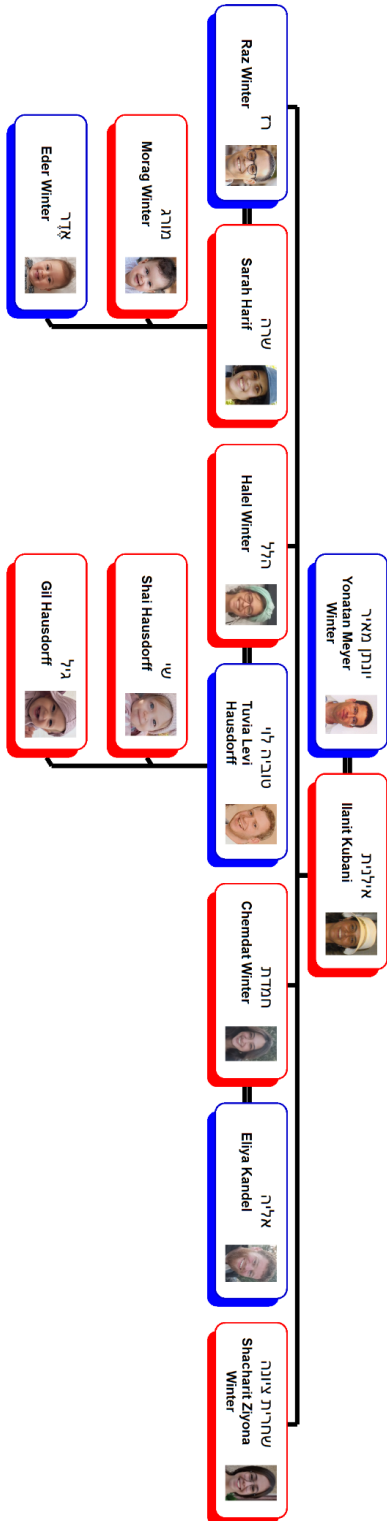 יונתן מאיר
Yonatan Meyer
Winter
אילנית
Ilanit Kubani
רז
Raz Winter
שרה
Sarah Harif
הלל
Halel Winter
טוביה לוי
Tuvia Levi
Hausdorff
חמדת
Chemdat Winter
אליה
Eliya Kandel
שחרית ציונה
Shacharit Ziyona
Winter
מורג
Morag Winter
שי
Shai Hausdorff
אֶדֶר
Eder Winter
גיל
Gil Hausdorff